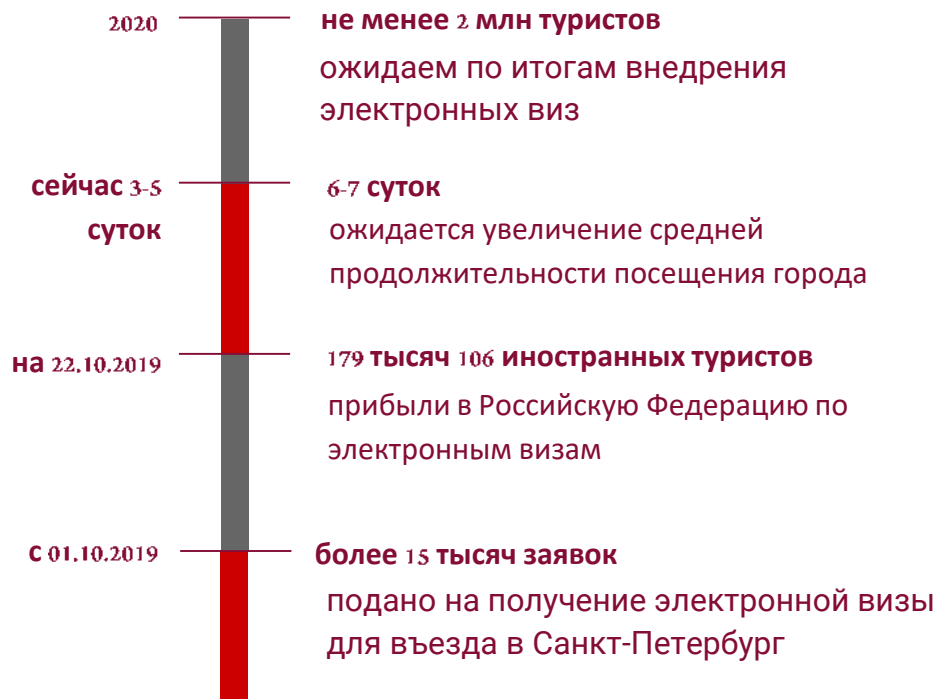 2020
не менее 2 млн туристов
ожидаем по итогам внедрения
электронных виз
сейчас 3-5
суток
6-7 суток
ожидается увеличение средней
продолжительности посещения города
на 22.10.2019
179 тысяч 106 иностранных туристов
прибыли в Российскую Федерацию по
электронным визам
с 01.10.2019
более 15 тысяч заявок
подано на получение электронной визы
для въезда в Санкт-Петербург